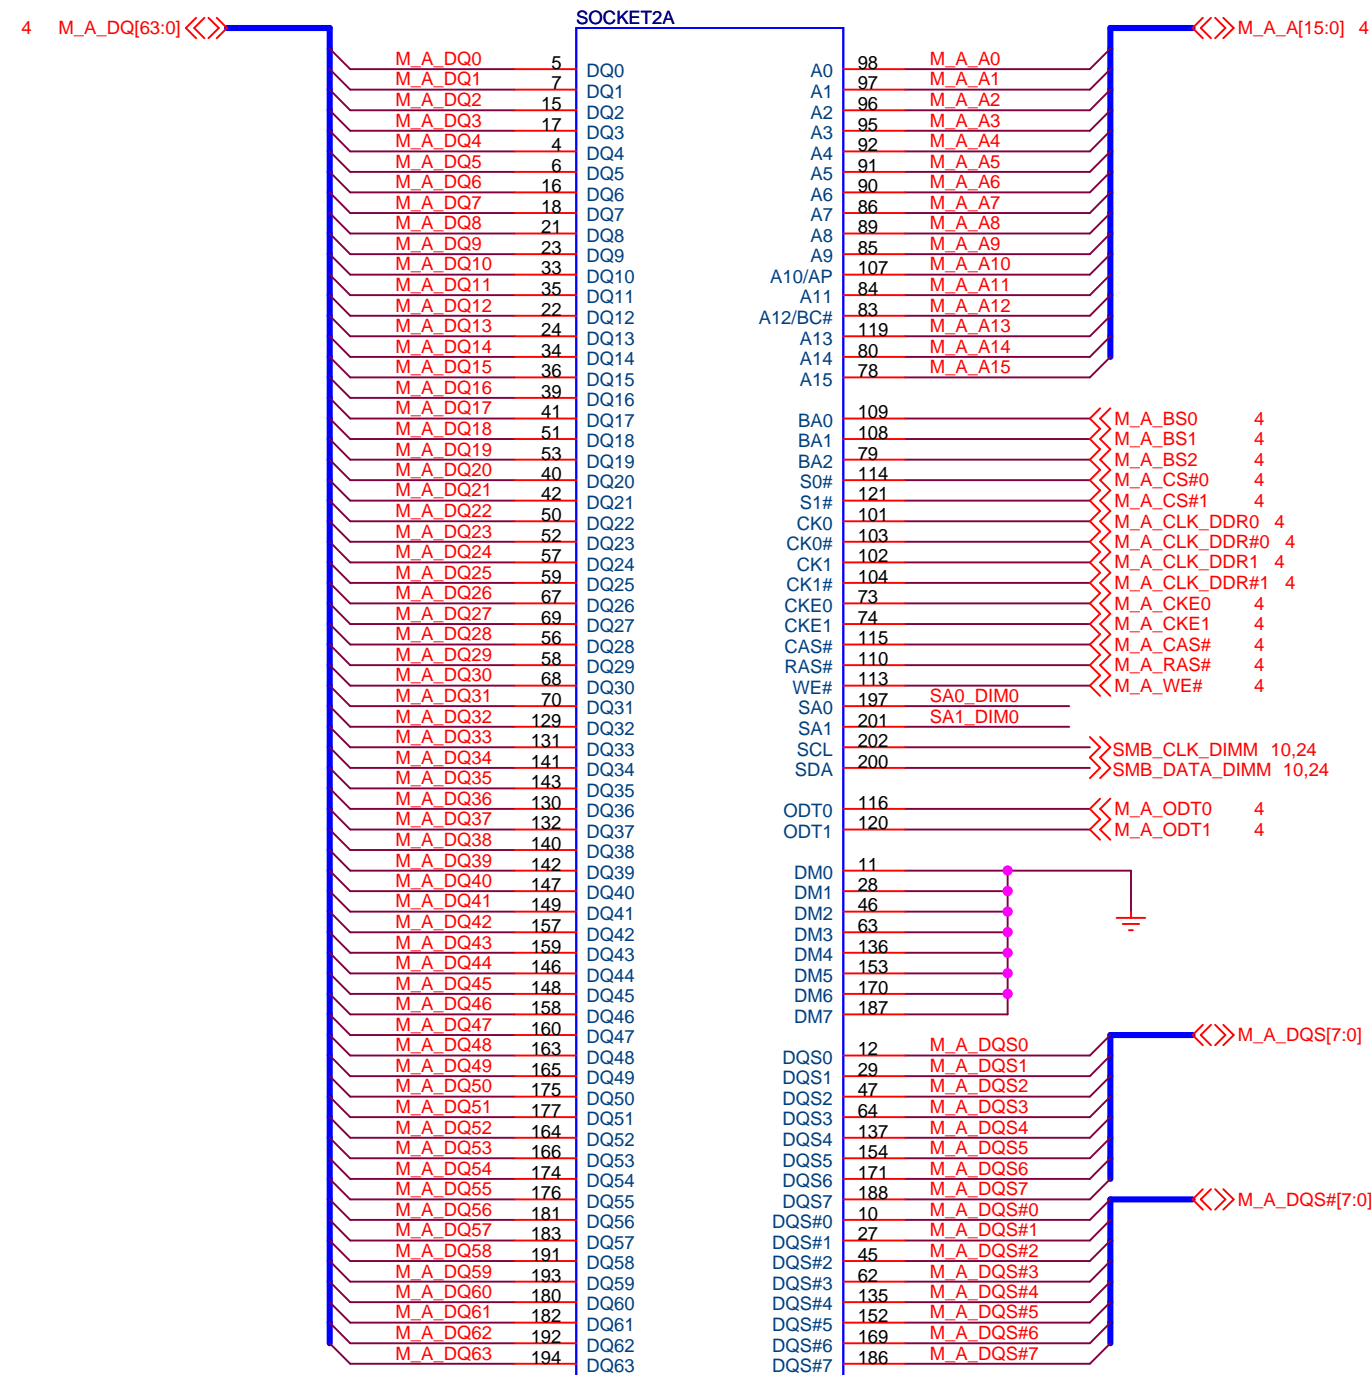 SOCKET2A
4 M_A_DQ[63:0] M_A_A[15:0] 4
M_A_DQ0 5 DQ0 A0 98 M_A_A0
M_A_DQ1 7 DQ1 A1 97 M_A_A1
M_A_DQ2 15 DQ2 A2 96 M_A_A2
M_A_DQ3 17 DQ3 A3 95 M_A_A3
M_A_DQ4 4 DQ4 A4 92 M_A_A4
M_A_DQ5 6 DQ5 A5 91 M_A_A5
M_A_DQ6 16 DQ6 A6 90 M_A_A6
M_A_DQ7 18 DQ7 A7 86 M_A_A7
M_A_DQ8 21 DQ8 A8 89 M_A_A8
M_A_DQ9 23 DQ9 A9 85 M_A_A9
M_A_DQ10 33 DQ10 A10/AP 107 M_A_A10
M_A_DQ11 35 DQ11 A11 84 M_A_A11
M_A_DQ12 22 DQ12 A12/BC# 83 M_A_A12
M_A_DQ13 24 DQ13 A13 119 M_A_A13
M_A_DQ14 34 DQ14 A14 80 M_A_A14
M_A_DQ15 36 DQ15 A15 78 M_A_A15
M_A_DQ16 39 DQ16
M_A_DQ17 41 DQ17 BA0 109 M_A_BS0 4
M_A_DQ18 51 DQ18 BA1 108 M_A_BS1 4
M_A_DQ19 53 DQ19 BA2 79 M_A_BS2 4
M_A_DQ20 40 DQ20 S0# 114 M_A_CS#0 4
M_A_DQ21 42 DQ21 S1# 121 M_A_CS#1 4
M_A_DQ22 50 DQ22 CK0 101 M_A_CLK_DDR0 4
M_A_DQ23 52 DQ23 CK0# 103 M_A_CLK_DDR#0 4
M_A_DQ24 57 DQ24 CK1 102 M_A_CLK_DDR1 4
M_A_DQ25 59 DQ25 CK1# 104 M_A_CLK_DDR#1 4
M_A_DQ26 67 DQ26 CKE0 73 M_A_CKE0 4
M_A_DQ27 69 DQ27 CKE1 74 M_A_CKE1 4
M_A_DQ28 56 DQ28 CAS# 115 M_A_CAS# 4
M_A_DQ29 58 DQ29 RAS# 110 M_A_RAS# 4
M_A_DQ30 68 DQ30 WE# 113 M_A_WE# 4
M_A_DQ31 70 DQ31 SA0 197 SA0_DIM0
M_A_DQ32 129 DQ32 SA1 201 SA1_DIM0
M_A_DQ33 131 DQ33 SCL 202 SMB_CLK_DIMM 10,24
M_A_DQ34 141 DQ34 SDA 200 SMB_DATA_DIMM 10,24
M_A_DQ35 143 DQ35
M_A_DQ36 130 DQ36 ODT0 116 M_A_ODT0 4
M_A_DQ37 132 DQ37 ODT1 120 M_A_ODT1 4
M_A_DQ38 140 DQ38
M_A_DQ39 142 DQ39 DM0 11
M_A_DQ40 147 DQ40 DM1 28
M_A_DQ41 149 DQ41 DM2 46
M_A_DQ42 157 DQ42 DM3 63
M_A_DQ43 159 DQ43 DM4 136
M_A_DQ44 146 DQ44 DM5 153
M_A_DQ45 148 DQ45 DM6 170
M_A_DQ46 158 DQ46 DM7 187
M_A_DQ47 160 DQ47 M_A_DQS[7:0]
M_A_DQ48 163 DQ48 DQS0 12 M_A_DQS0
M_A_DQ49 165 DQ49 DQS1 29 M_A_DQS1
M_A_DQ50 175 DQ50 DQS2 47 M_A_DQS2
M_A_DQ51 177 DQ51 DQS3 64 M_A_DQS3
M_A_DQ52 164 DQ52 DQS4 137 M_A_DQS4
M_A_DQ53 166 DQ53 DQS5 154 M_A_DQS5
M_A_DQ54 174 DQ54 DQS6 171 M_A_DQS6
M_A_DQ55 176 DQ55 DQS7 188 M_A_DQS7 M_A_DQS#[7:0]
M_A_DQ56 181 DQ56 DQS#0 10 M_A_DQS#0
M_A_DQ57 183 DQ57 DQS#1 27 M_A_DQS#1
M_A_DQ58 191 DQ58 DQS#2 45 M_A_DQS#2
M_A_DQ59 193 DQ59 DQS#3 62 M_A_DQS#3
M_A_DQ60 180 DQ60 DQS#4 135 M_A_DQS#4
M_A_DQ61 182 DQ61 DQS#5 152 M_A_DQS#5
M_A_DQ62 192 DQ62 DQS#6 169 M_A_DQS#6
M_A_DQ63 194 DQ63 DQS#7 186 M_A_DQS#7